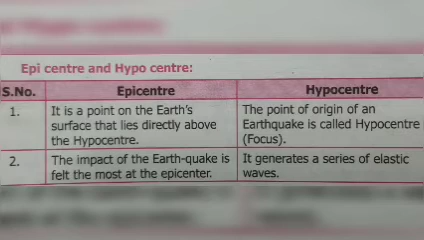 Epi centre and Hypo centre:
S.No. Epicentre Hypocentre
1. It is a point on the Earth's The point of origin of an
surface that lies directly above Earthquake is called Hypocentre
the Hypocentre. (Focus).
2. The impact of the Earth-quake is It generates a series of elastic
felt the most at the epicenter. waves.